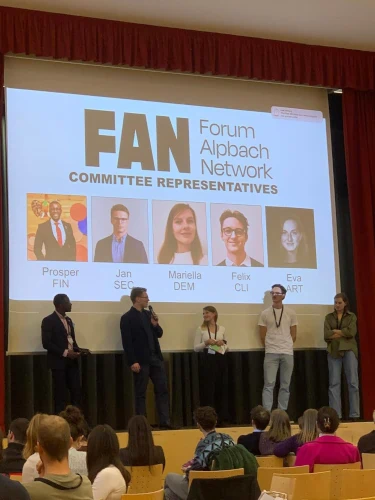 FAN
Forum
Alpbach
Network
COMMITTEE REPRESENTATIVES
Prosper
FIN
Jan
SEC
Mariella
DEM
Felix
CLI
Eva
ART